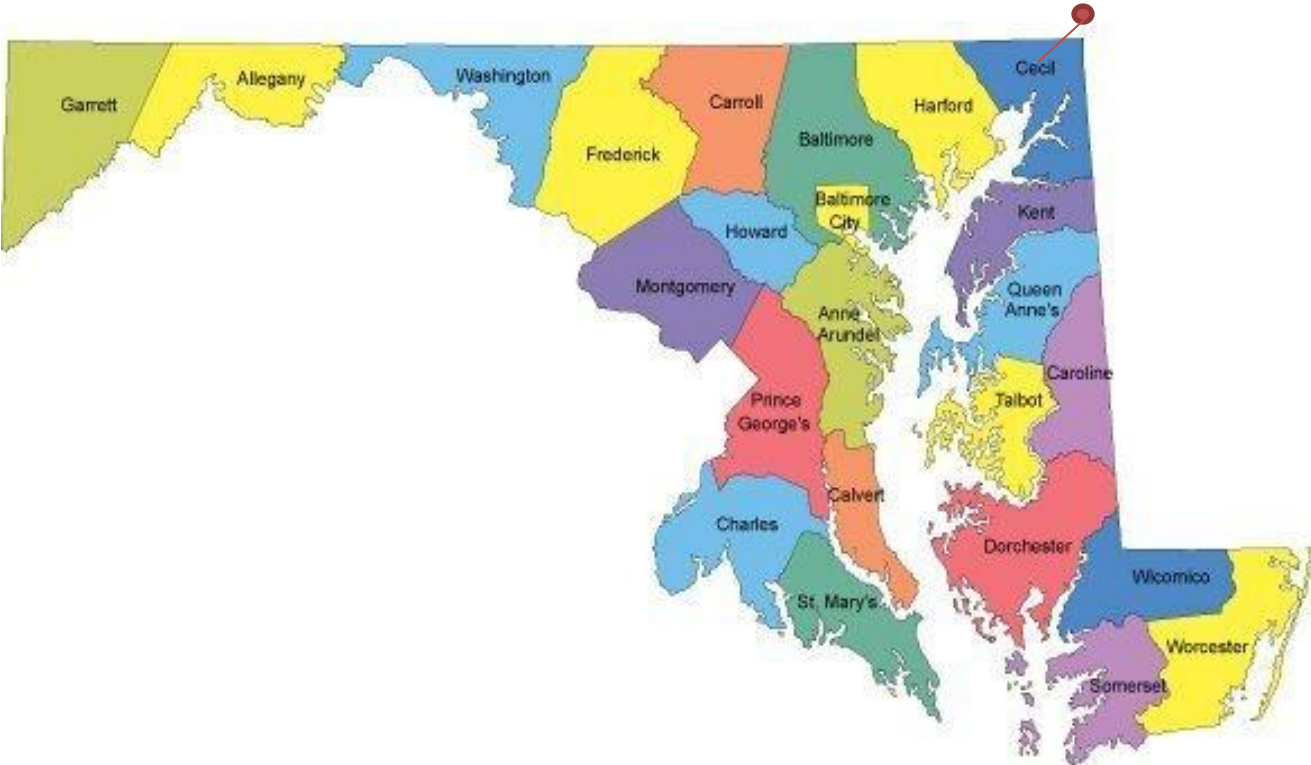 Garrett
Allegany
Washington
Frederick
Carroll
Baltimore
Harford
Cecil
Baltimore
City
Howard
Montgomery
Kent
Queen
Anne's
Anne
Arundel
Caroline
Talbot
Prince
George's
Calvert
Charles
Dorchester
St. Mary's
Wicomico
Worcester
Somerset